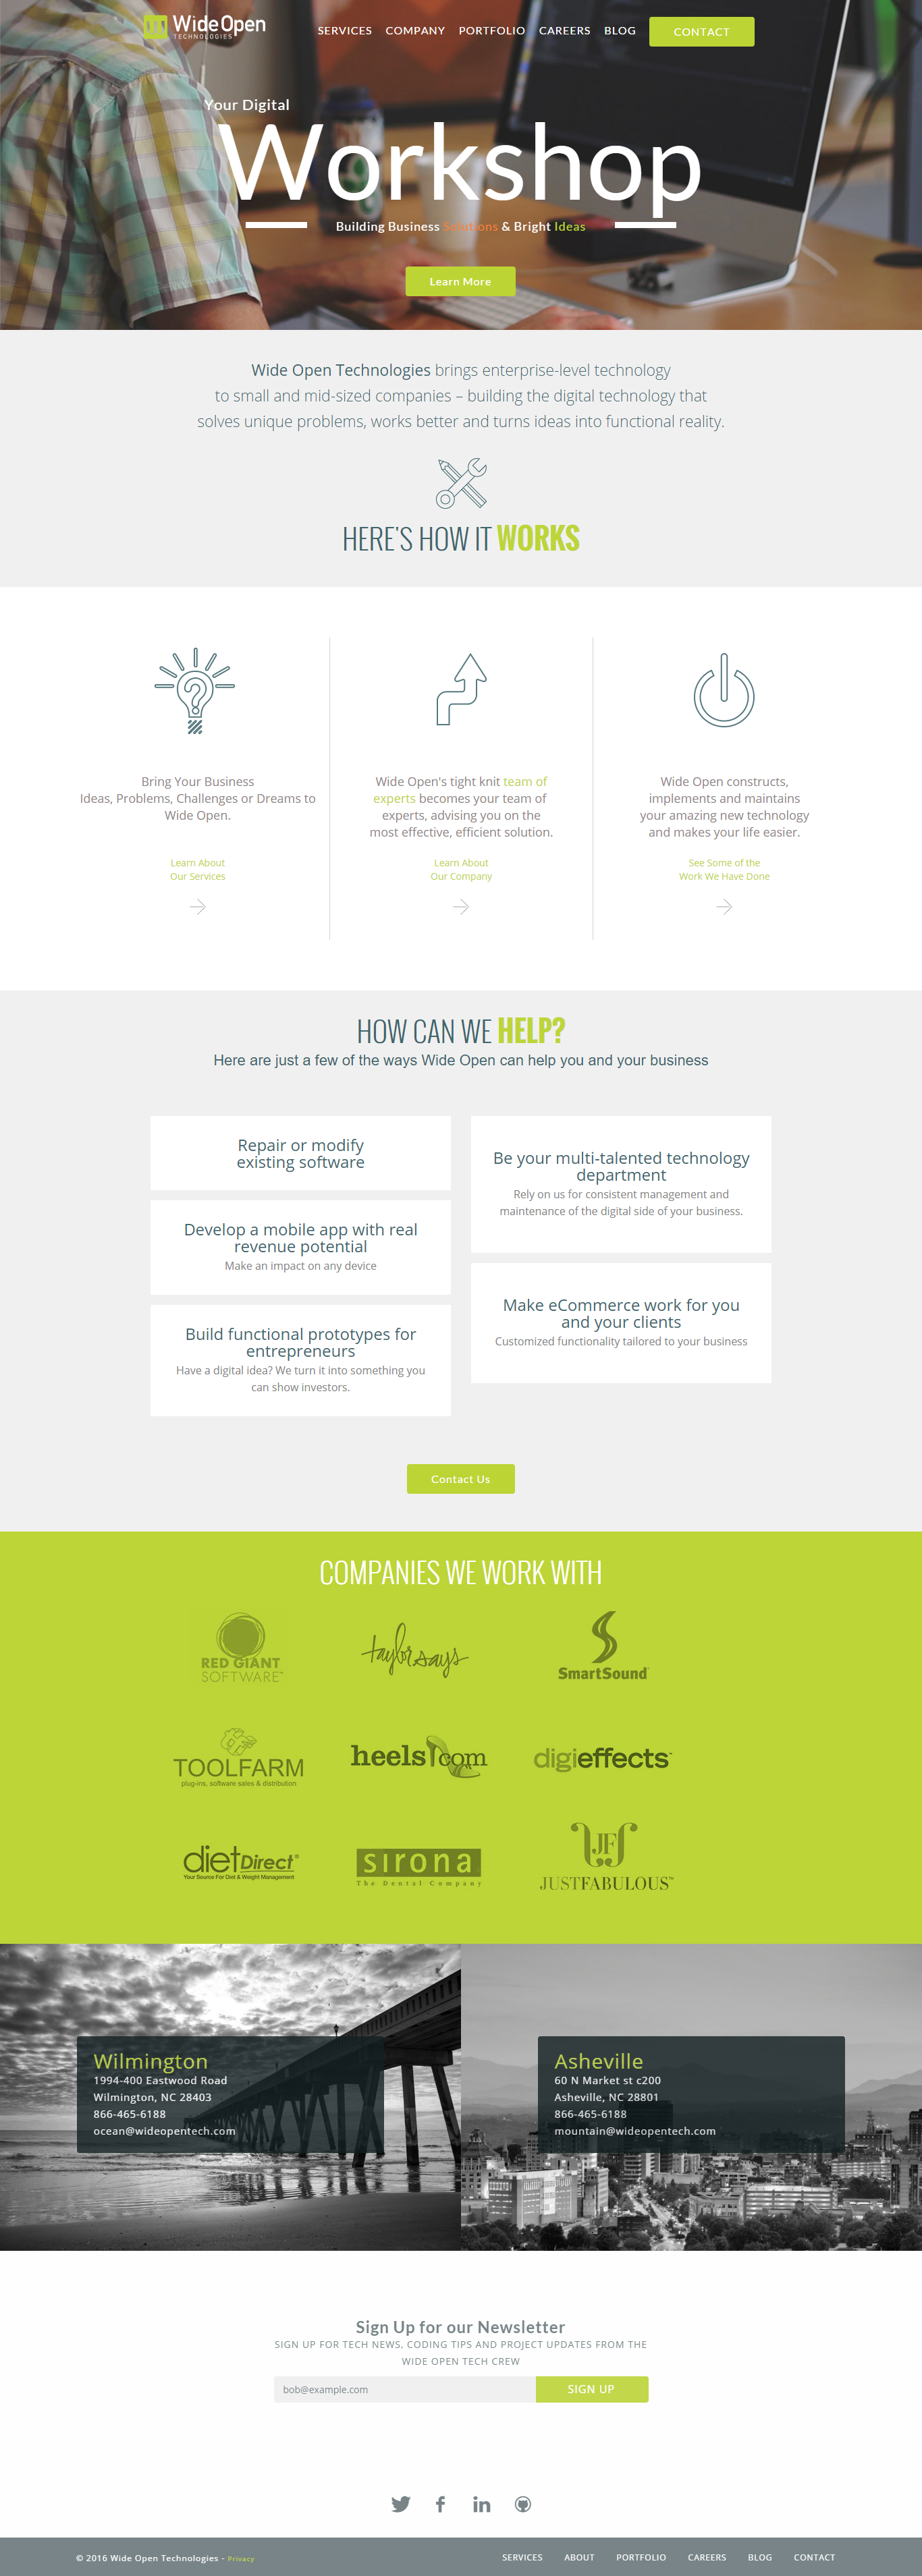 WideOpen
TECHNOLOGIES
SERVICES COMPANY PORTFOLIO CAREERS BLOG CONTACT
Your Digital
Workshop
Building Business Solutions & Bright Ideas
Learn More
Wide Open Technologies brings enterprise-level technology
to small and mid-sized companies – building the digital technology that
solves unique problems, works better and turns ideas into functional reality.
HERE'S HOW IT WORKS
Bring Your Business
Ideas, Problems, Challenges or Dreams to
Wide Open.
Learn About
Our Services
Wide Open's tight knit team of
experts becomes your team of
experts, advising you on the
most effective, efficient solution.
Learn About
Our Company
Wide Open constructs,
implements and maintains
your amazing new technology
and makes your life easier.
See Some of the
Work We Have Done
HOW CAN WE HELP?
Here are just a few of the ways Wide Open can help you and your business
Repair or modify
existing software
Develop a mobile app with real
revenue potential
Make an impact on any device
Build functional prototypes for
entrepreneurs
Have a digital idea? We turn it into something you
can show investors.
Be your multi-talented technology
department
Rely on us for consistent management and
maintenance of the digital side of your business.
Make eCommerce work for you
and your clients
Customized functionality tailored to your business
Contact Us
COMPANIES WE WORK WITH
RED GIANT
SOFTWARE™
taylor says
SmartSound®
TOOLFARM
plug-ins, software sales & distribution
heels.com
digieffects™
dietDirect®
Your Source For Diet & Weight Management
sirona
The Dental Company
JF
JUSTFABULOUS™
Wilmington
1994-400 Eastwood Road
Wilmington, NC 28403
866-465-6188
ocean@wideopentech.com
Asheville
60 N Market st c200
Asheville, NC 28801
866-465-6188
mountain@wideopentech.com
Sign Up for our Newsletter
SIGN UP FOR TECH NEWS, CODING TIPS AND PROJECT UPDATES FROM THE
WIDE OPEN TECH CREW
bob@example.com SIGN UP
© 2016 Wide Open Technologies - Privacy
SERVICES ABOUT PORTFOLIO CAREERS BLOG CONTACT